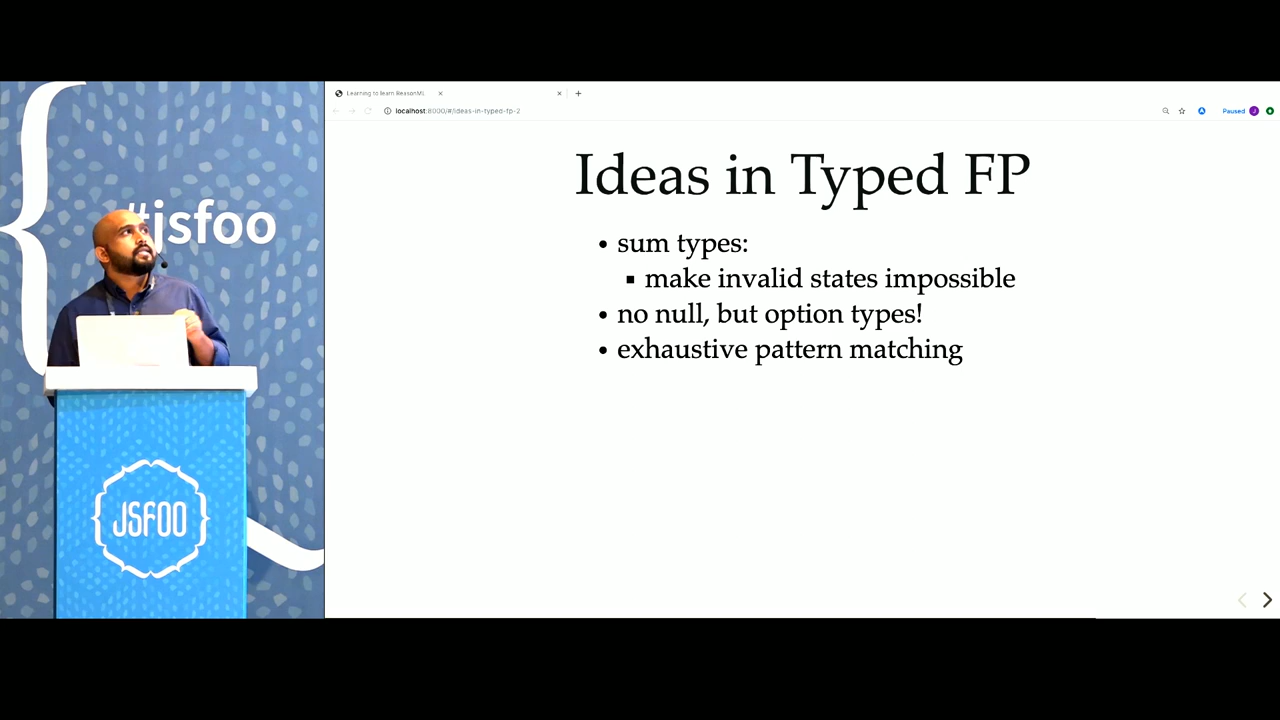 #jsfoo
JSFOO
Learning to learn ReasonML
localhost:8000/#/ideas-in-typed-fp-2
Paused
J
Ideas in Typed FP
• sum types:
▪ make invalid states impossible
• no null, but option types!
• exhaustive pattern matching